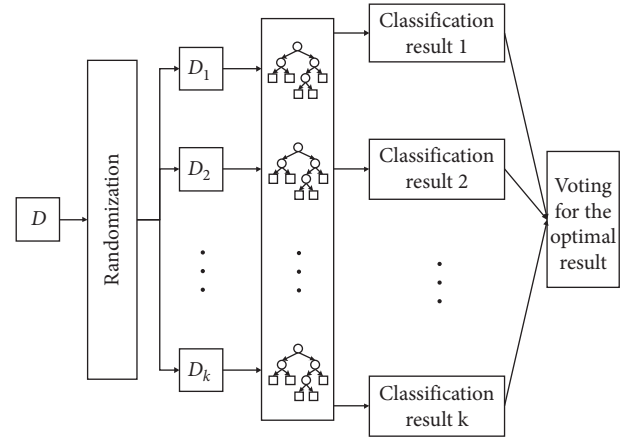 D
Randomization
D1
D2
Dk
Classification
result 1
Classification
result 2
Classification
result k
Voting
for the
optimal
result